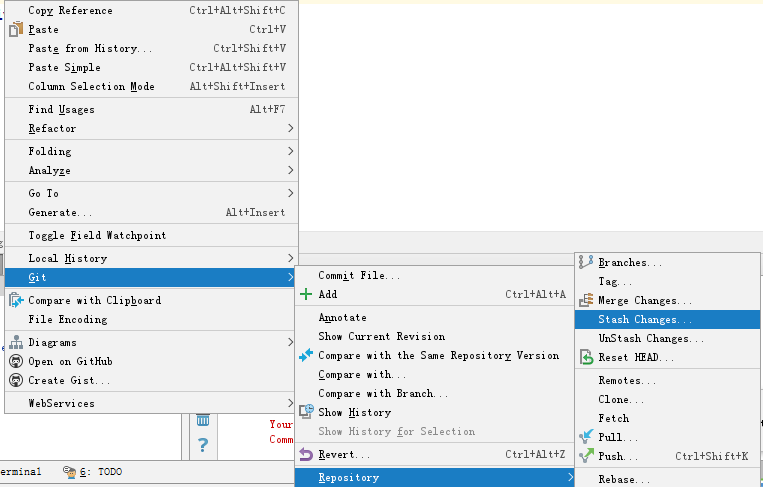 Copy Reference Ctrl+Alt+Shift+C
Paste Ctrl+V
Paste from History... Ctrl+Shift+V
Paste Simple Ctrl+Alt+Shift+V
Column Selection Mode Alt+Shift+Insert
Find Usages Alt+F7
Refactor
Folding
Analyze
Go To
Generate... Alt+Insert
Toggle Field Watchpoint
Local History
Git
Compare with Clipboard
File Encoding
Diagrams
Open on GitHub
Create Gist...
WebServices
Commit File...
Add Ctrl+Alt+A
Annotate
Show Current Revision
Compare with the Same Repository Version
Compare with...
Compare with Branch...
Show History
Show History for Selection
Revert... Ctrl+Alt+Z
Repository
Branches...
Tag...
Merge Changes...
Stash Changes...
UnStash Changes...
Reset HEAD...
Remotes...
Clone...
Fetch
Pull...
Push... Ctrl+Shift+K
Rebase...
Your
Comm
erminal 6: TODO